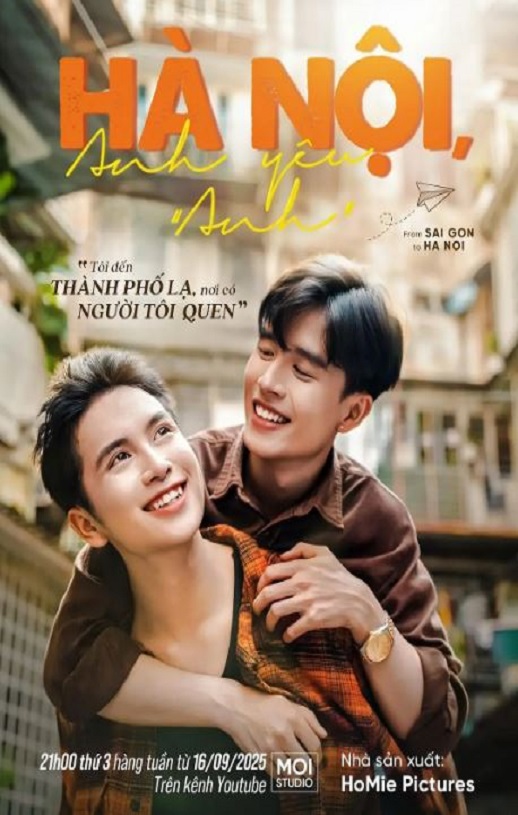 HÀ NỘI,
Anh yêu
"Anh"
From SAI GON
to HA NOI
"Tôi đến
THÀNH PHỐ LẠ, nơi có
NGƯỜI TÔI QUEN"
21h00 thứ 3 hàng tuần từ 16/09/2025
Trên kênh Youtube
MOI
STUDIO
Nhà sản xuất:
HoMie Pictures